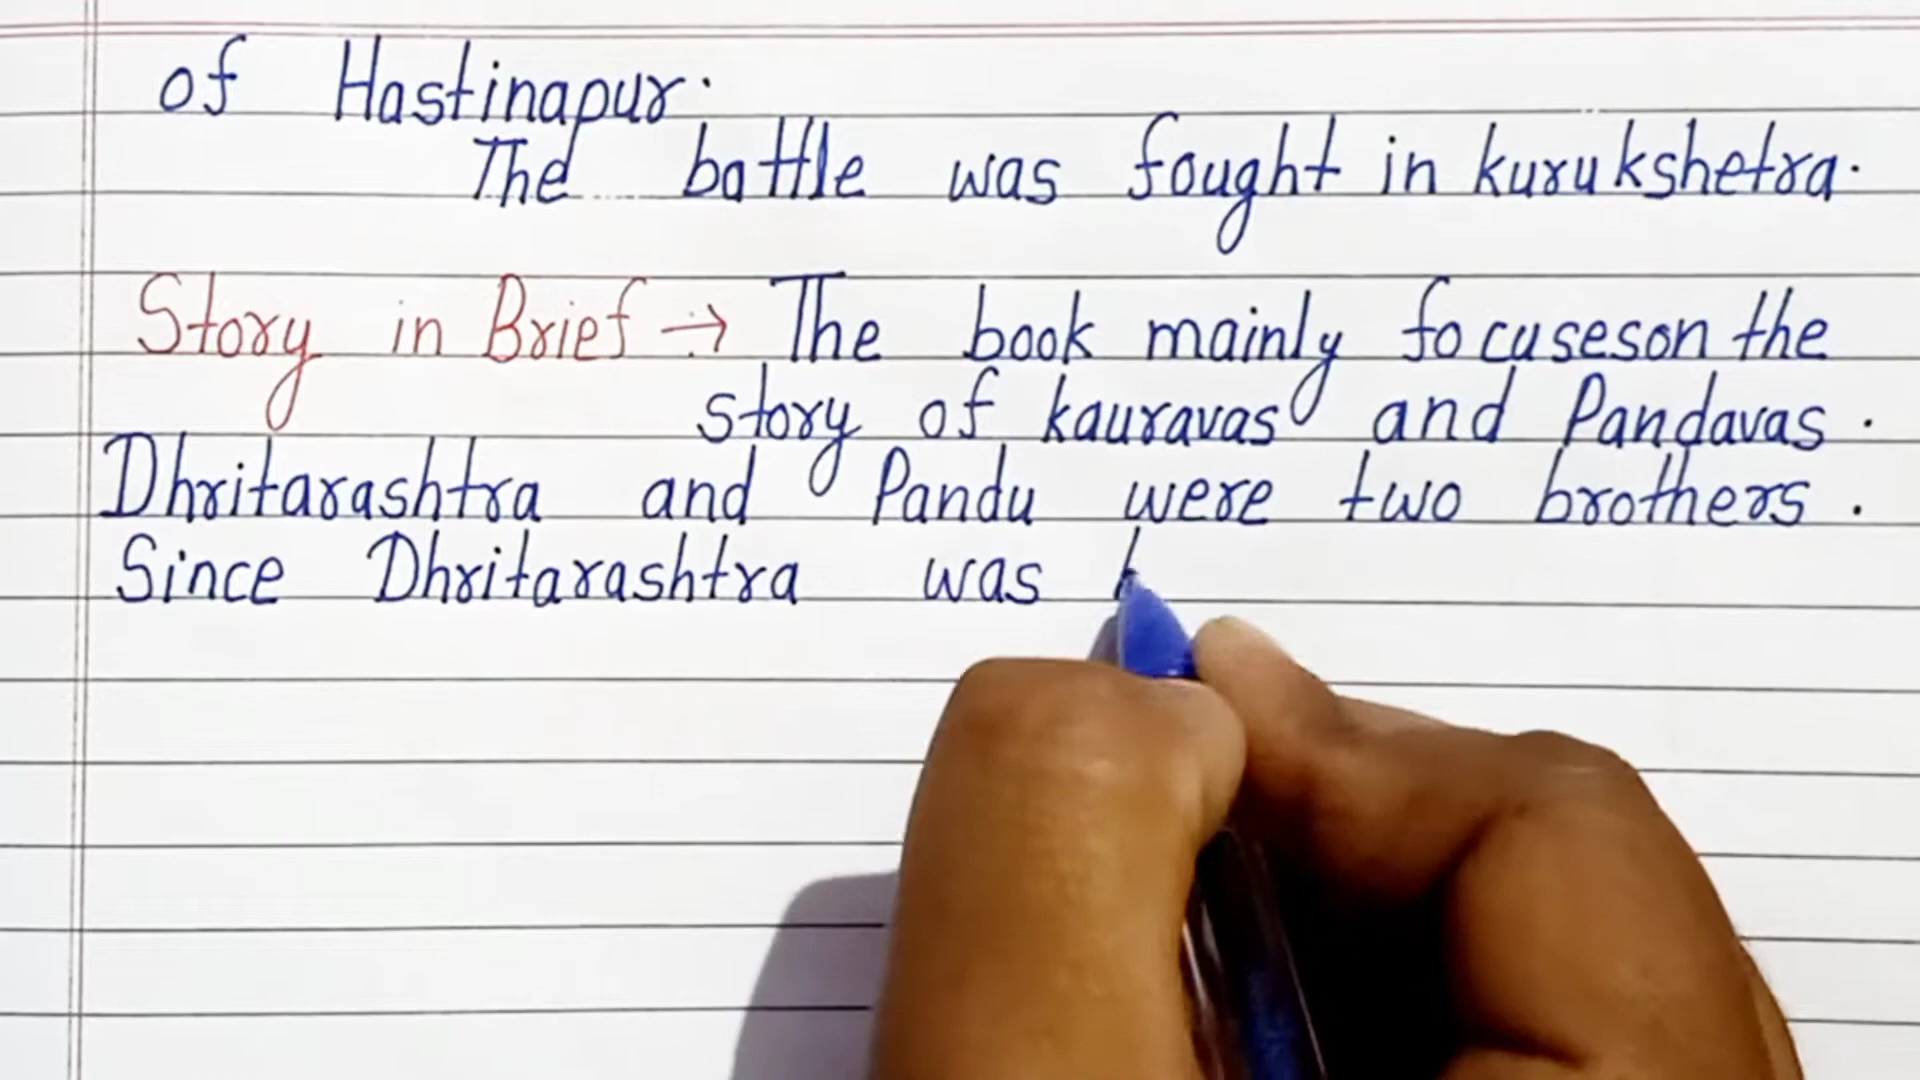 of Hastinapur.
The battle was fought in kurukshetra.
Story in Brief → The book mainly focuseson the
story of kauravas and Pandavas.
Dhritarashtra and Pandu were two brothers.
Since Dhritarashtra was